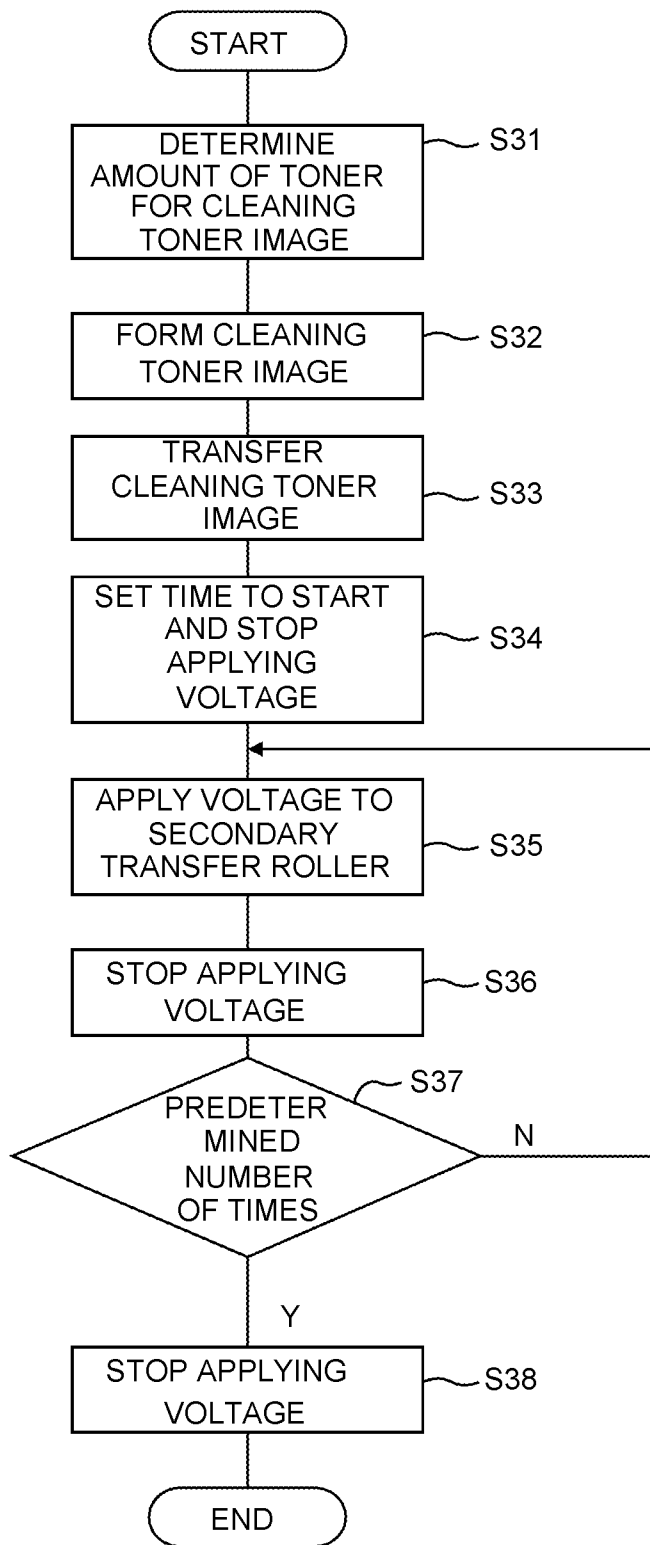 START
DETERMINE
AMOUNT OF TONER
FOR CLEANING
TONER IMAGE
S31
FORM CLEANING
TONER IMAGE
S32
TRANSFER
CLEANING TONER
IMAGE
S33
SET TIME TO START
AND STOP
APPLYING
VOLTAGE
S34
APPLY VOLTAGE TO
SECONDARY
TRANSFER ROLLER
S35
STOP APPLYING
VOLTAGE
S36
S37
PREDETER
MINED
NUMBER
OF TIMES
N
Y
STOP APPLYING
VOLTAGE
S38
END